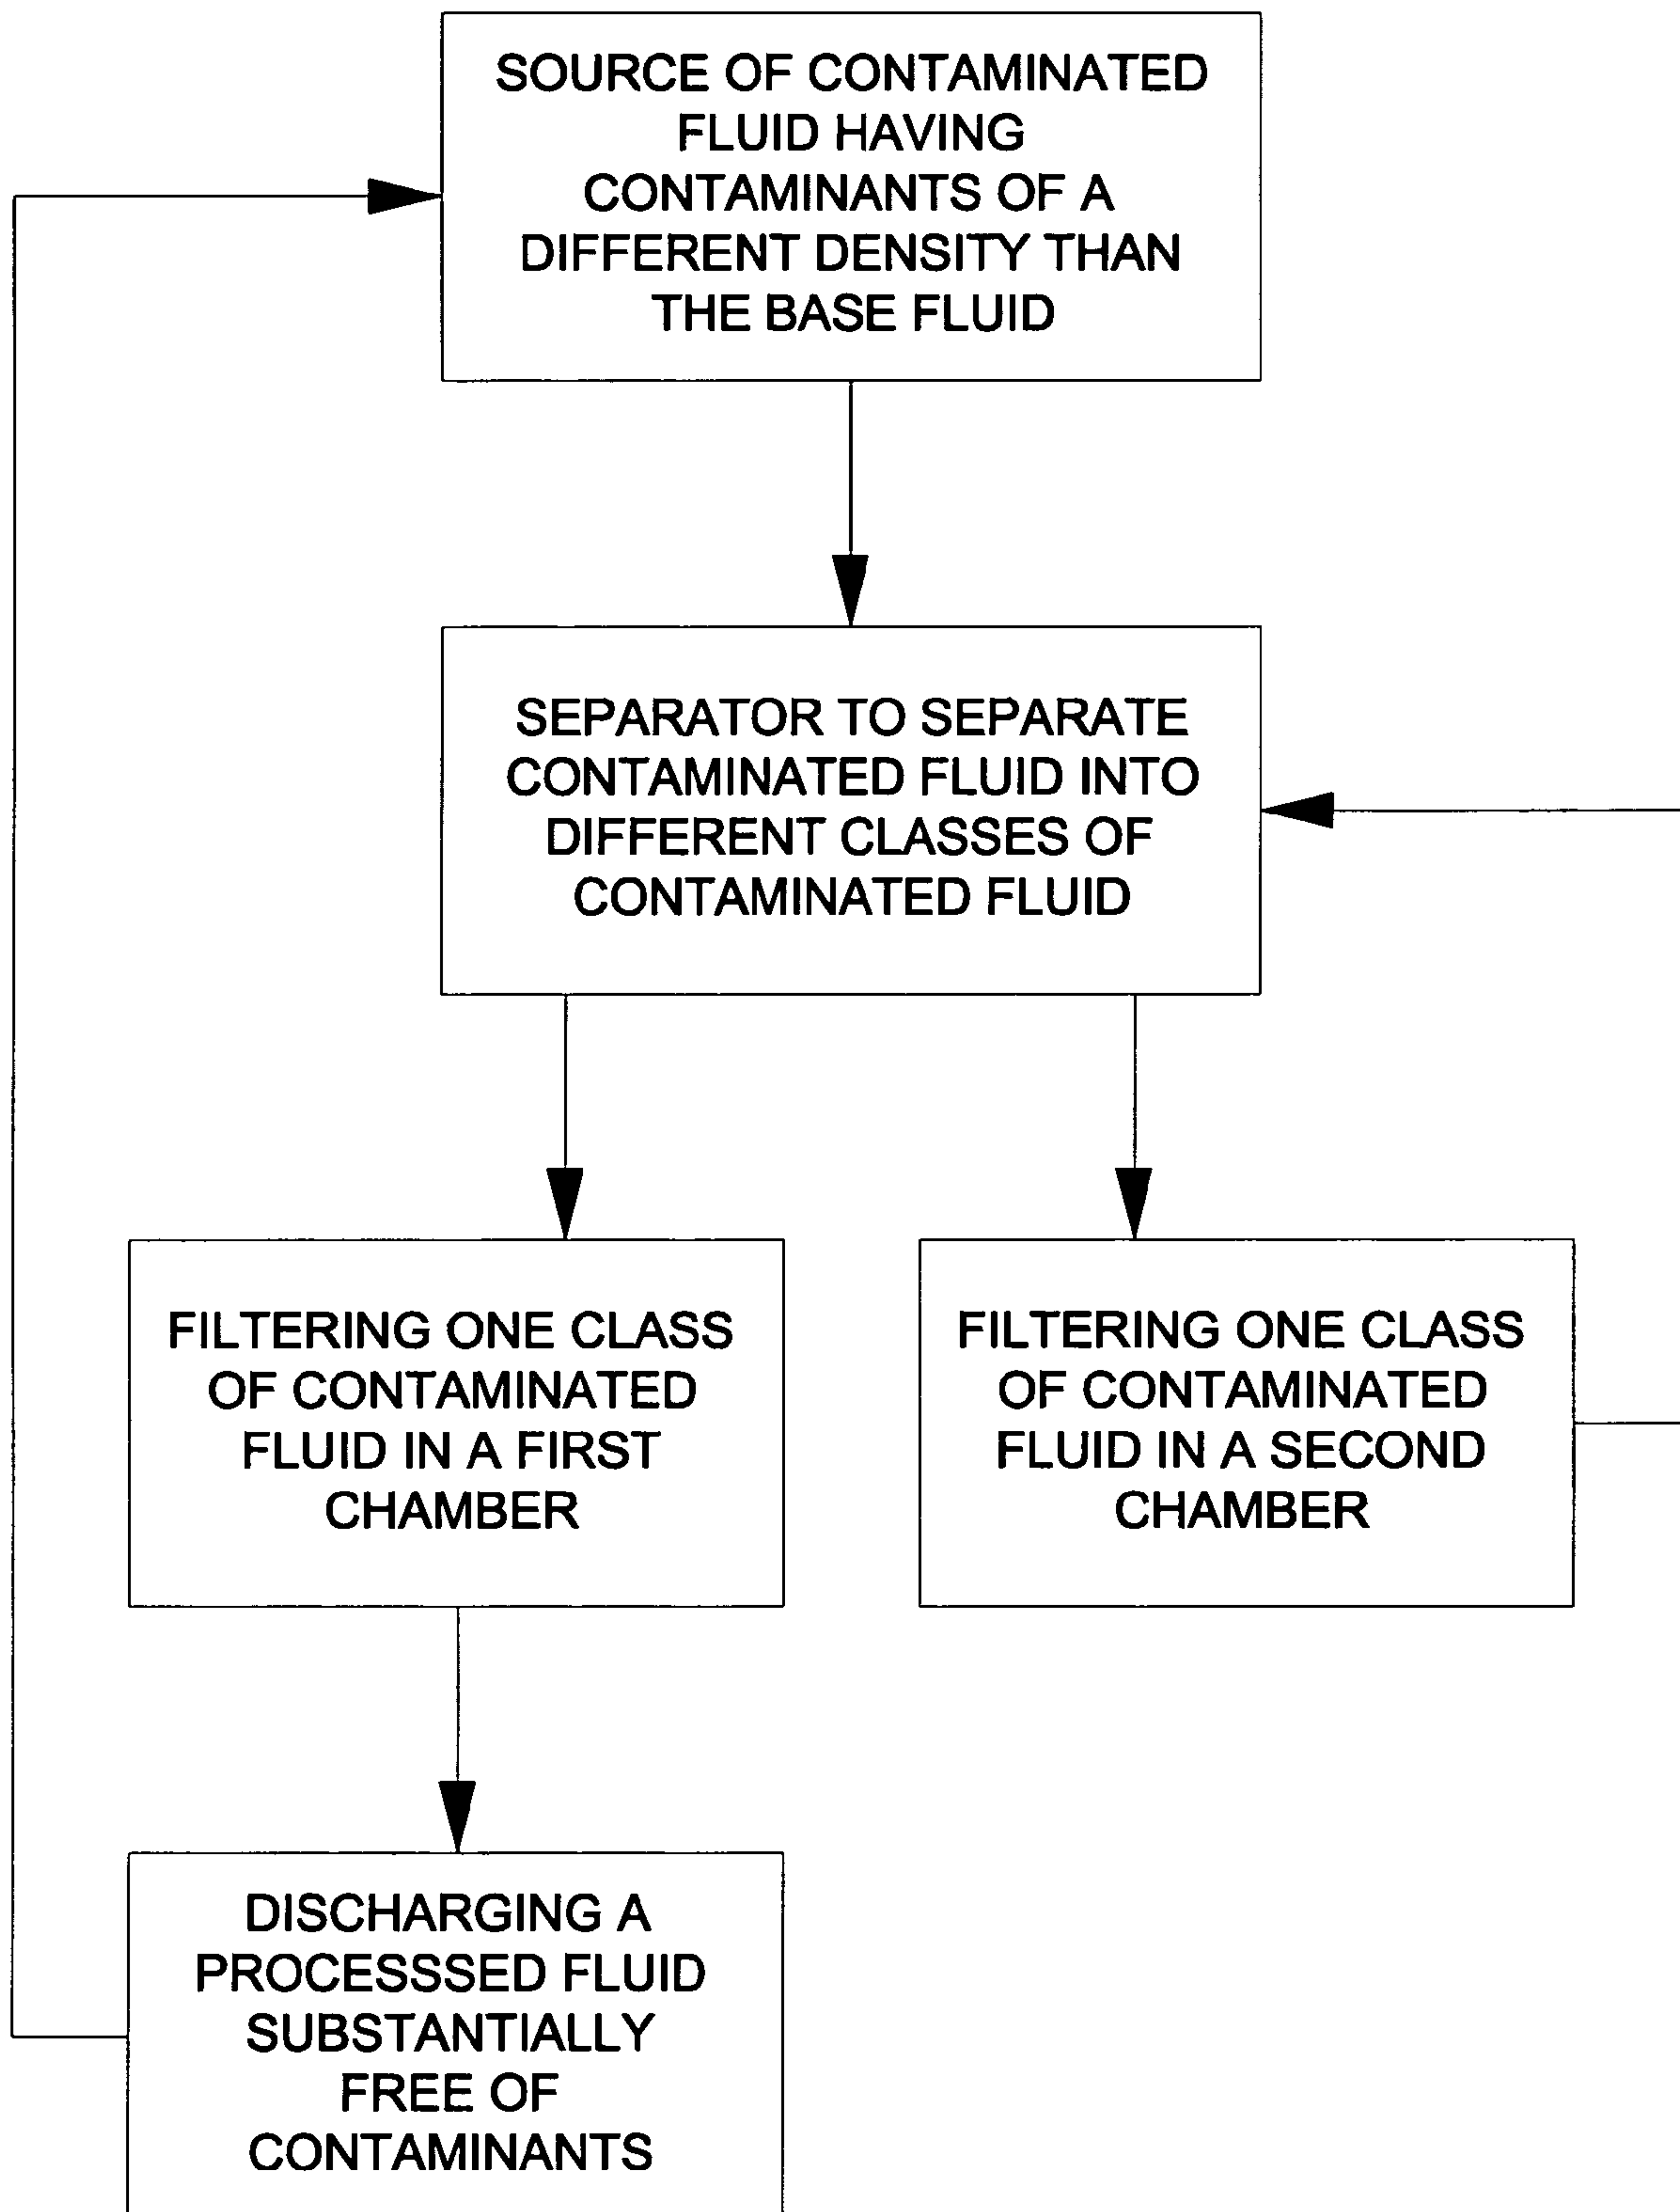 SOURCE OF CONTAMINATED
FLUID HAVING
CONTAMINANTS OF A
DIFFERENT DENSITY THAN
THE BASE FLUID
SEPARATOR TO SEPARATE
CONTAMINATED FLUID INTO
DIFFERENT CLASSES OF
CONTAMINATED FLUID
FILTERING ONE CLASS
OF CONTAMINATED
FLUID IN A FIRST
CHAMBER
FILTERING ONE CLASS
OF CONTAMINATED
FLUID IN A SECOND
CHAMBER
DISCHARGING A
PROCESSSED FLUID
SUBSTANTIALLY
FREE OF
CONTAMINANTS